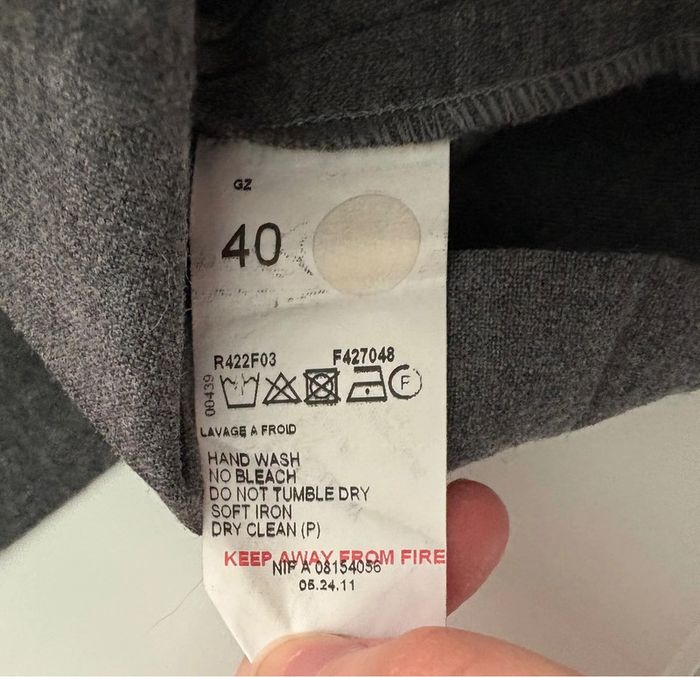 GZ
40
R422F03 F427048
00439
F
LAVAGE A FROID
HAND WASH
NO BLEACH
DO NOT TUMBLE DRY
SOFT IRON
DRY CLEAN (P)
KEEP AWAY FROM FIRE
NIF A 08154056
05.24.11